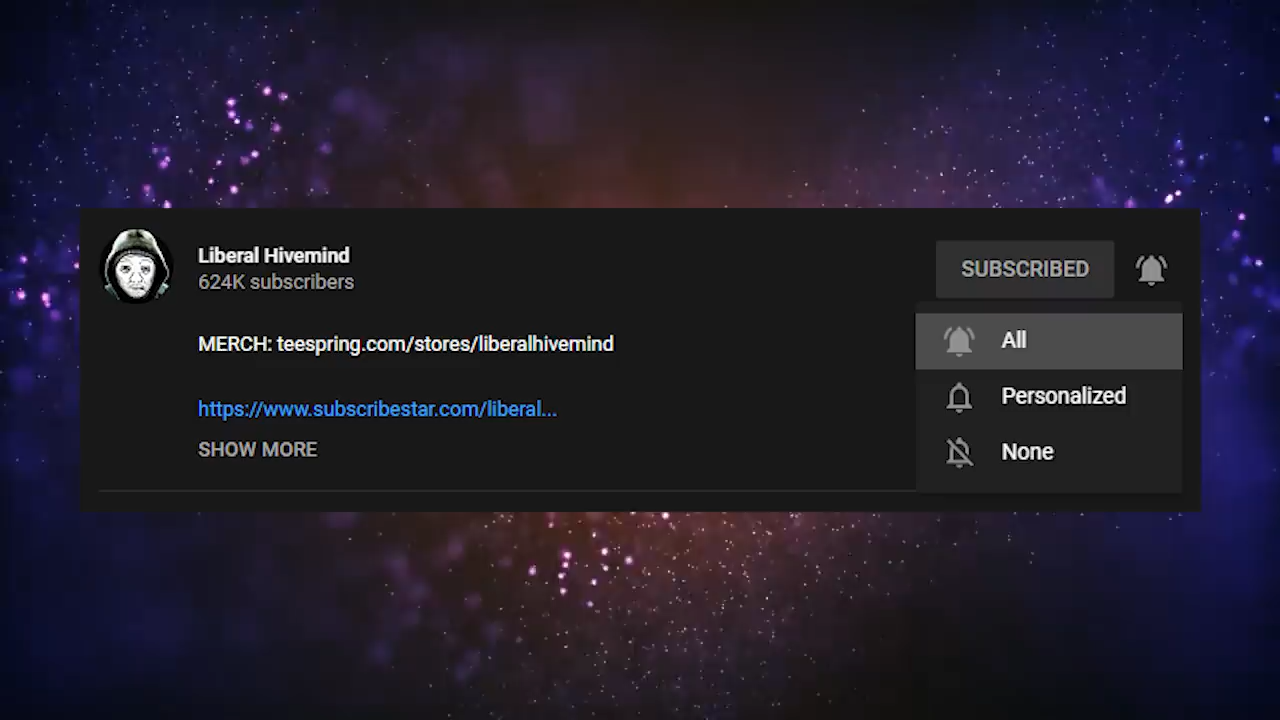 Liberal Hivemind
624K subscribers
SUBSCRIBED
MERCH: teespring.com/stores/liberalhivemind
https://www.subscribestar.com/liberal...
SHOW MORE
All
Personalized
None